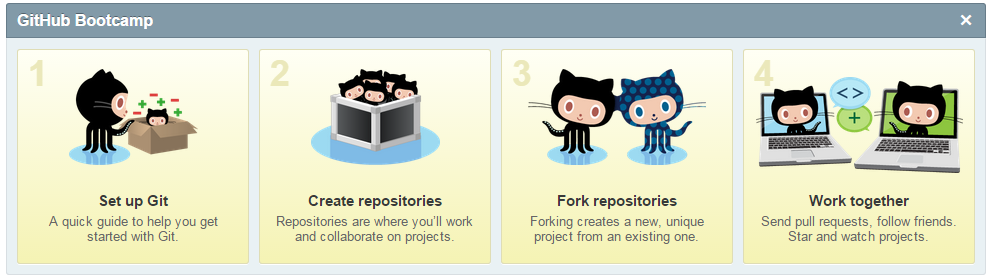 GitHub Bootcamp ×
1
Set up Git
A quick guide to help you get
started with Git.
2
Create repositories
Repositories are where you’ll work
and collaborate on projects.
3
Fork repositories
Forking creates a new, unique
project from an existing one.
4
<> +
Work together
Send pull requests, follow friends.
Star and watch projects.